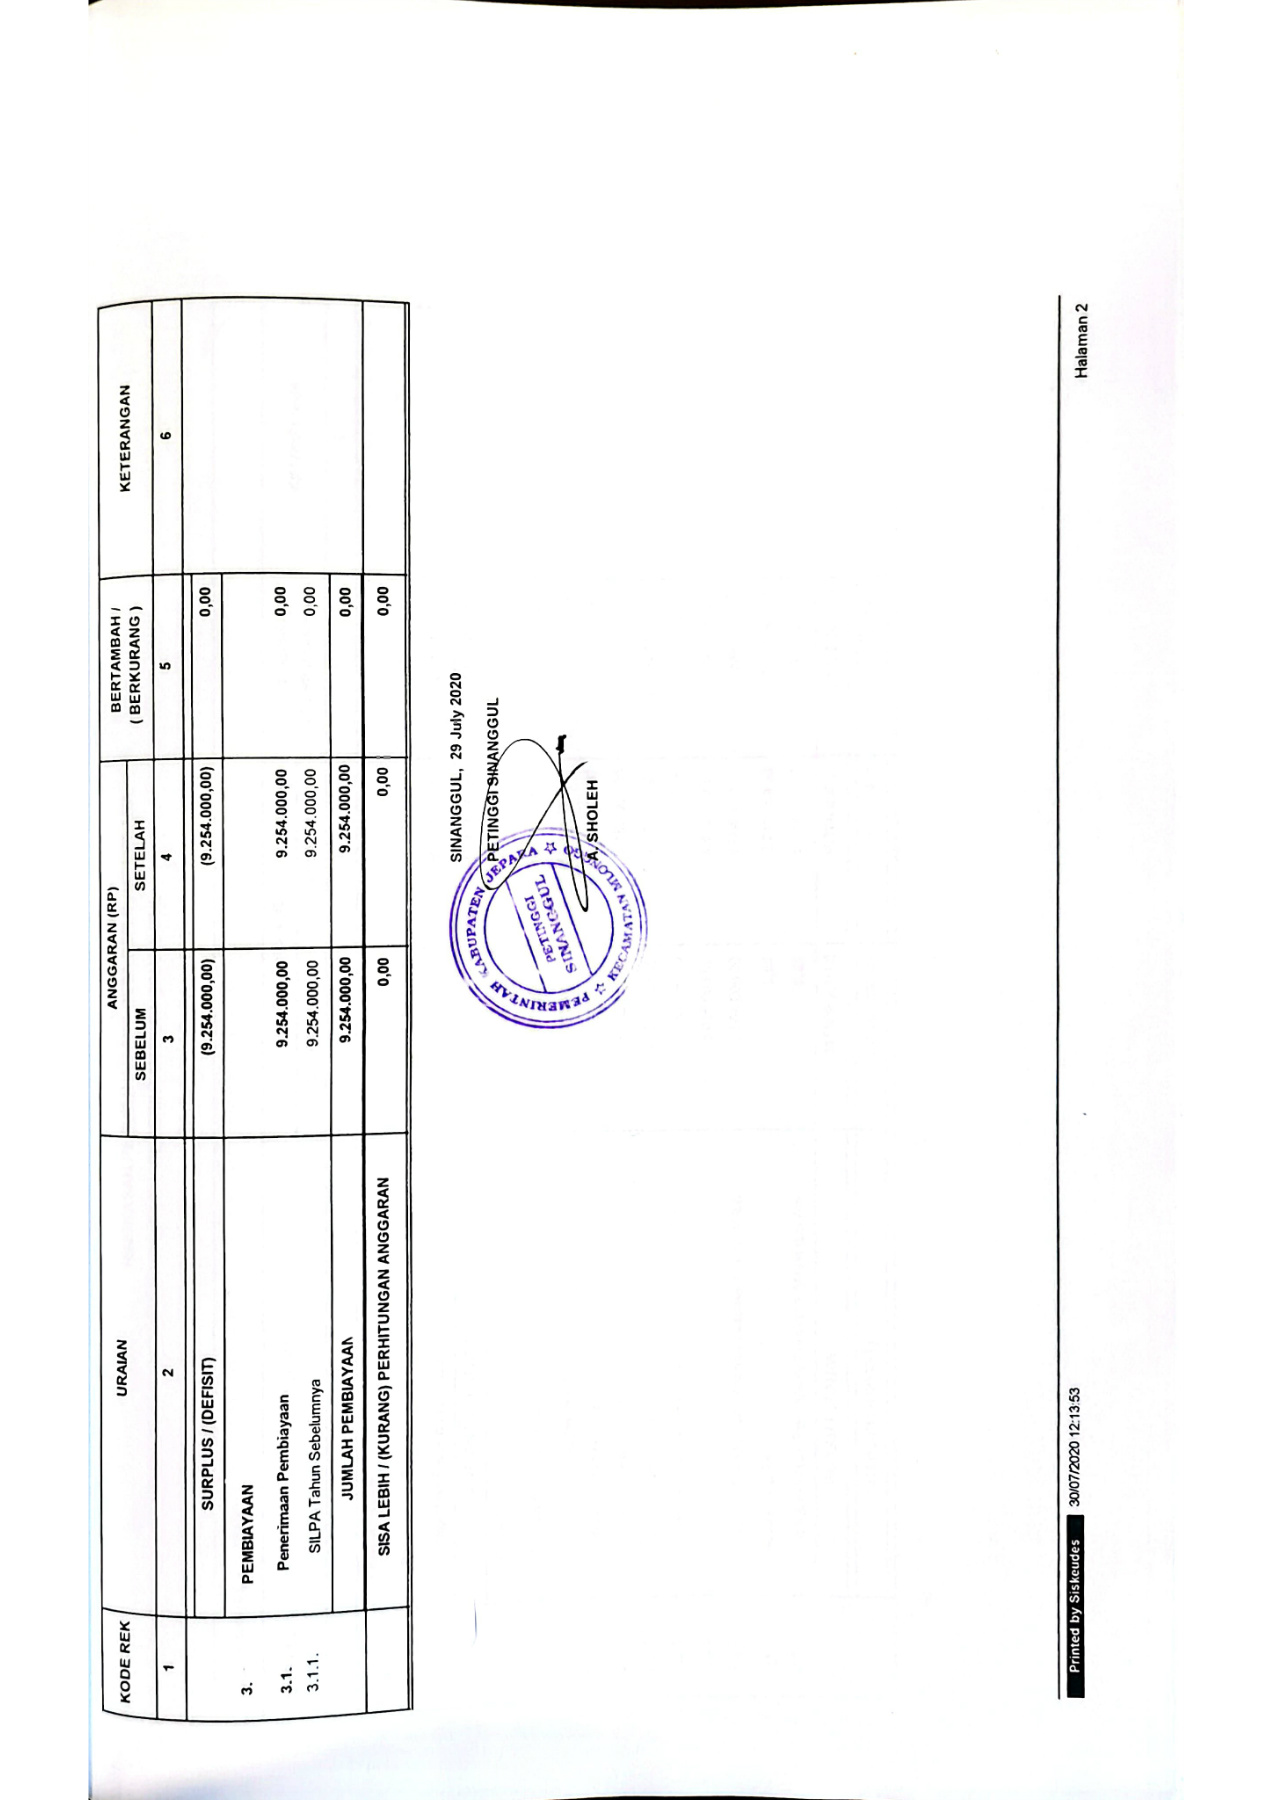 KODE REK URAIAN ANGGARAN (RP) BERTAMBAH / ( BERKURANG ) KETERANGAN
SEBELUM SETELAH
1 2 3 4 5 6
SURPLUS / (DEFISIT) (9.254.000,00) (9.254.000,00) 0,00
3. PEMBIAYAAN
3.1. Penerimaan Pembiayaan 9.254.000,00 9.254.000,00 0,00
3.1.1. SILPA Tahun Sebelumnya 9.254.000,00 9.254.000,00 0,00
JUMLAH PEMBIAYAAN 9.254.000,00 9.254.000,00 0,00
SISA LEBIH / (KURANG) PERHITUNGAN ANGGARAN 0,00 0,00 0,00
SINANGGUL, 29 July 2020
PETINGGI SINANGGUL
PEMERINTAH KABUPATEN JEPARA
KECAMATAN MLONGGO
PETINGGI
SINANGGUL
A. SHOLEH
Printed by Siskeudes 30/07/2020 12:13:53 Halaman 2